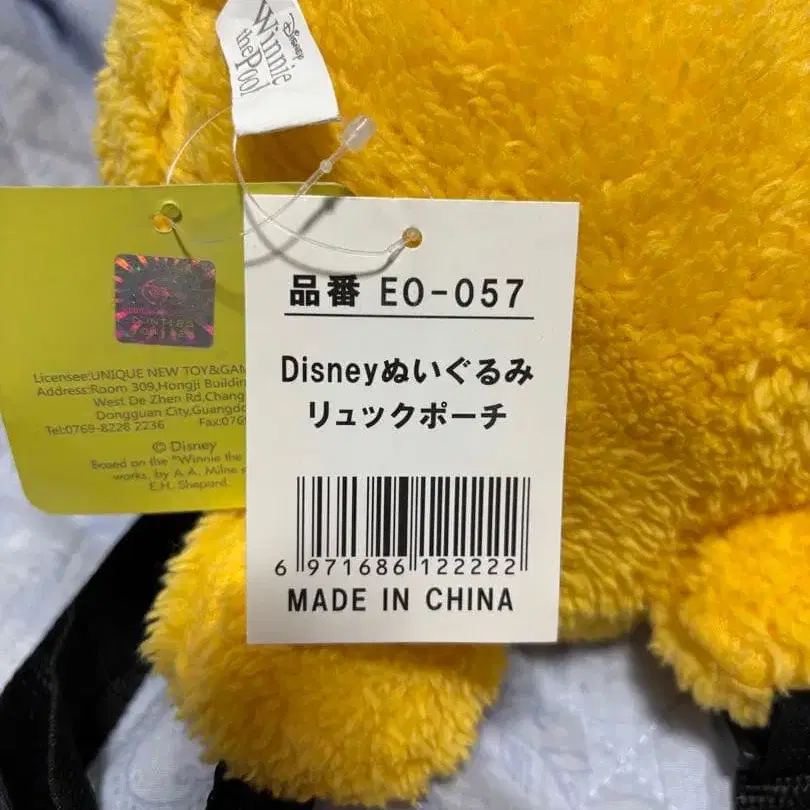 Disney
Winnie
the Pooh
品番 EO-057
Disneyぬいぐるみ
リュックポーチ
6 971686 122222
MADE IN CHINA
Licensee:UNIQUE NEW TOY&GAM
Address:Room 309,Hongji Building
West De Zhen Rd,Chang
Dongguan City,Guangdo
Tel:0769-8228 2236 Fax:0769
© Disney
Based on the "Winnie the
works, by A.A. Milne
E.H. Shepard.